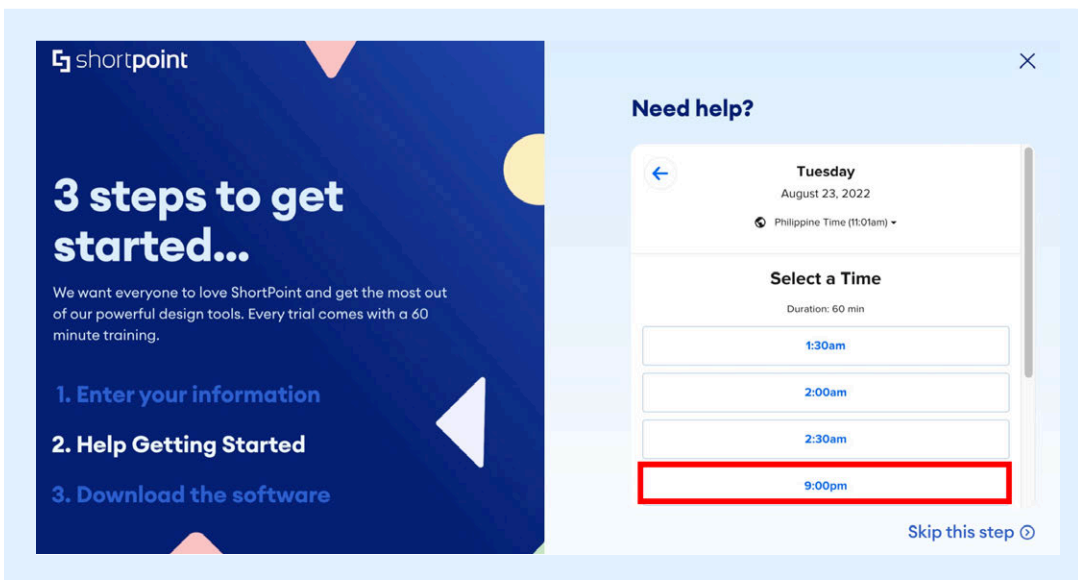 shortpoint
3 steps to get
started...
We want everyone to love ShortPoint and get the most out
of our powerful design tools. Every trial comes with a 60
minute training.
1. Enter your information
2. Help Getting Started
3. Download the software
Need help?
Tuesday
August 23, 2022
Philippine Time (11:01am)
Select a Time
Duration: 60 min
1:30am
2:00am
2:30am
9:00pm
Skip this step